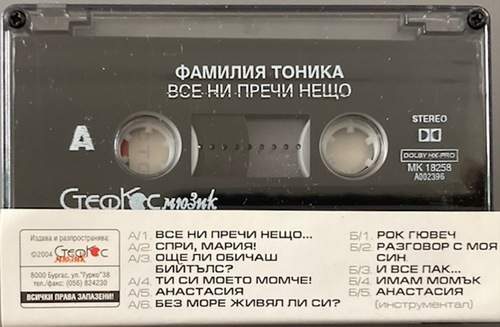 ФАМИЛИЯ ТОНИКА
ВСЕ НИ ПРЕЧИ НЕЩО
A
STEREO
DOLBY HX-PRO
MK 18258
A002396
СтефКос мюзик
Издава и разпространява:
©2004 СтефКос мюзик
8000 Бургас, ул."Гурко"38
тел./факс: (056) 824230
ВСИЧКИ ПРАВА ЗАПАЗЕНИ!
А/1. ВСЕ НИ ПРЕЧИ НЕЩО...
А/2. СПРИ, МАРИЯ!
А/3. ОЩЕ ЛИ ОБИЧАШ
БИЙТЪЛС?
А/4. ТИ СИ МОЕТО МОМЧЕ!
А/5. АНАСТАСИЯ
А/6. БЕЗ МОРЕ ЖИВЯЛ ЛИ СИ?
Б/1. РОК ГЮВЕЧ
Б/2. РАЗГОВОР С МОЯ
СИН
Б/3. И ВСЕ ПАК...
Б/4. ИМАМ МОМЪК
Б/5. АНАСТАСИЯ
(инструментал)